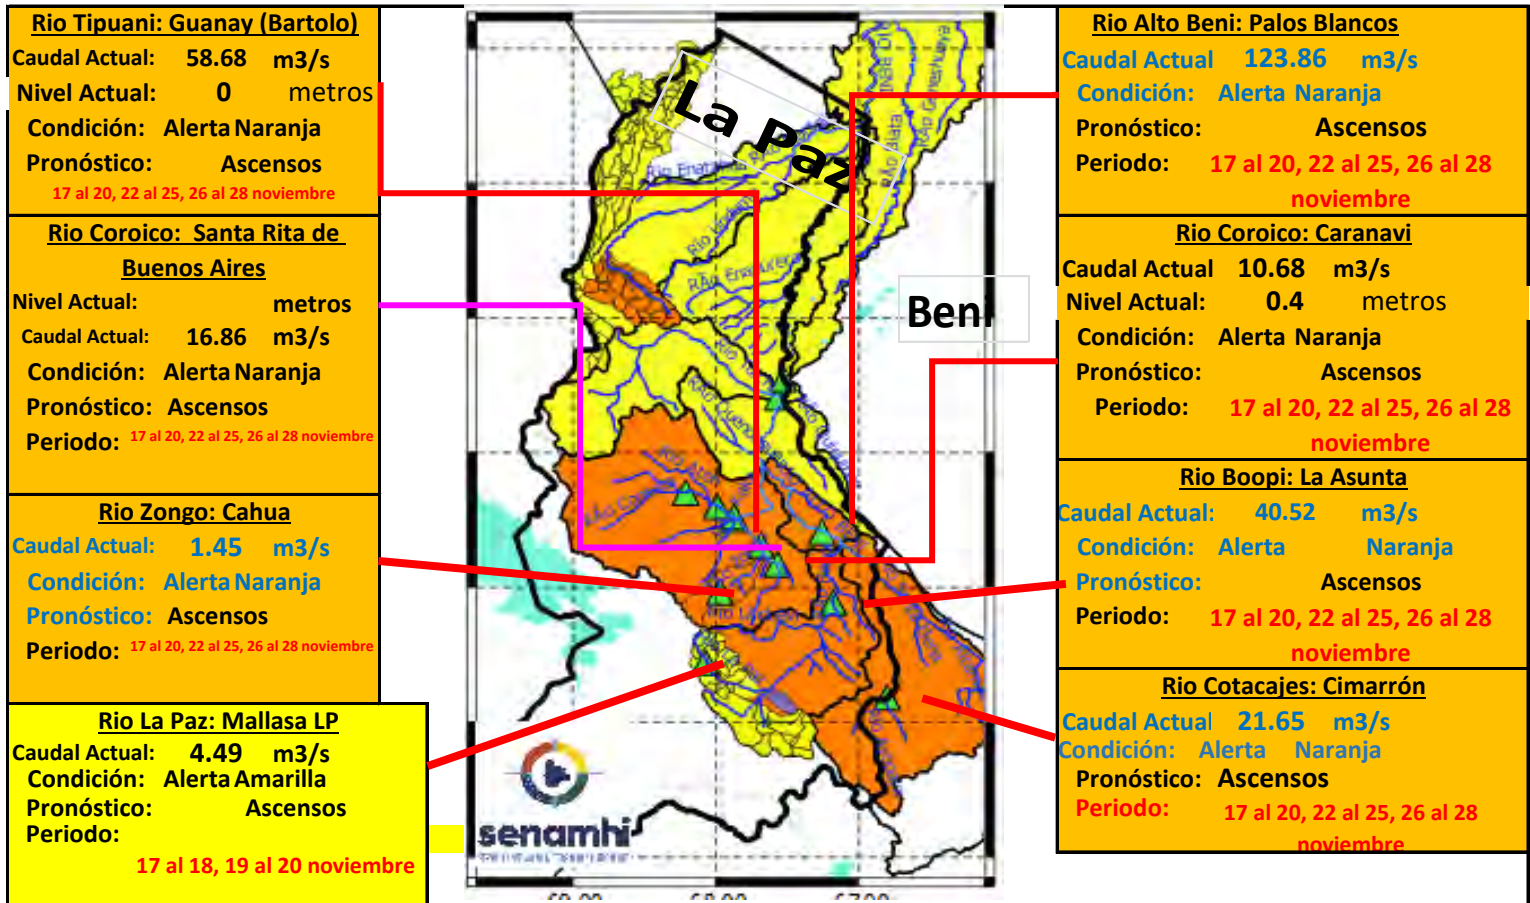 Rio Tipuani: Guanay (Bartolo)
Caudal Actual: 58.68 m3/s
Nivel Actual: 0 metros
Condición: Alerta Naranja
Pronóstico: Ascensos
17 al 20, 22 al 25, 26 al 28 noviembre
Rio Coroico: Santa Rita de
Buenos Aires
Nivel Actual: metros
Caudal Actual: 16.86 m3/s
Condición: Alerta Naranja
Pronóstico: Ascensos
Periodo: 17 al 20, 22 al 25, 26 al 28 noviembre
Rio Zongo: Cahua
Caudal Actual: 1.45 m3/s
Condición: Alerta Naranja
Pronóstico: Ascensos
Periodo: 17 al 20, 22 al 25, 26 al 28 noviembre
Rio La Paz: Mallasa LP
Caudal Actual: 4.49 m3/s
Condición: Alerta Amarilla
Pronóstico: Ascensos
Periodo:
17 al 18, 19 al 20 noviembre
La Paz
Beni
senamhi
Rio Alto Beni: Palos Blancos
Caudal Actual 123.86 m3/s
Condición: Alerta Naranja
Pronóstico: Ascensos
Periodo: 17 al 20, 22 al 25, 26 al 28
noviembre
Rio Coroico: Caranavi
Caudal Actual 10.68 m3/s
Nivel Actual: 0.4 metros
Condición: Alerta Naranja
Pronóstico: Ascensos
Periodo: 17 al 20, 22 al 25, 26 al 28
noviembre
Rio Boopi: La Asunta
Caudal Actual: 40.52 m3/s
Condición: Alerta Naranja
Pronóstico: Ascensos
Periodo: 17 al 20, 22 al 25, 26 al 28
noviembre
Rio Cotacajes: Cimarrón
Caudal Actual 21.65 m3/s
Condición: Alerta Naranja
Pronóstico: Ascensos
Periodo: 17 al 20, 22 al 25, 26 al 28
noviembre